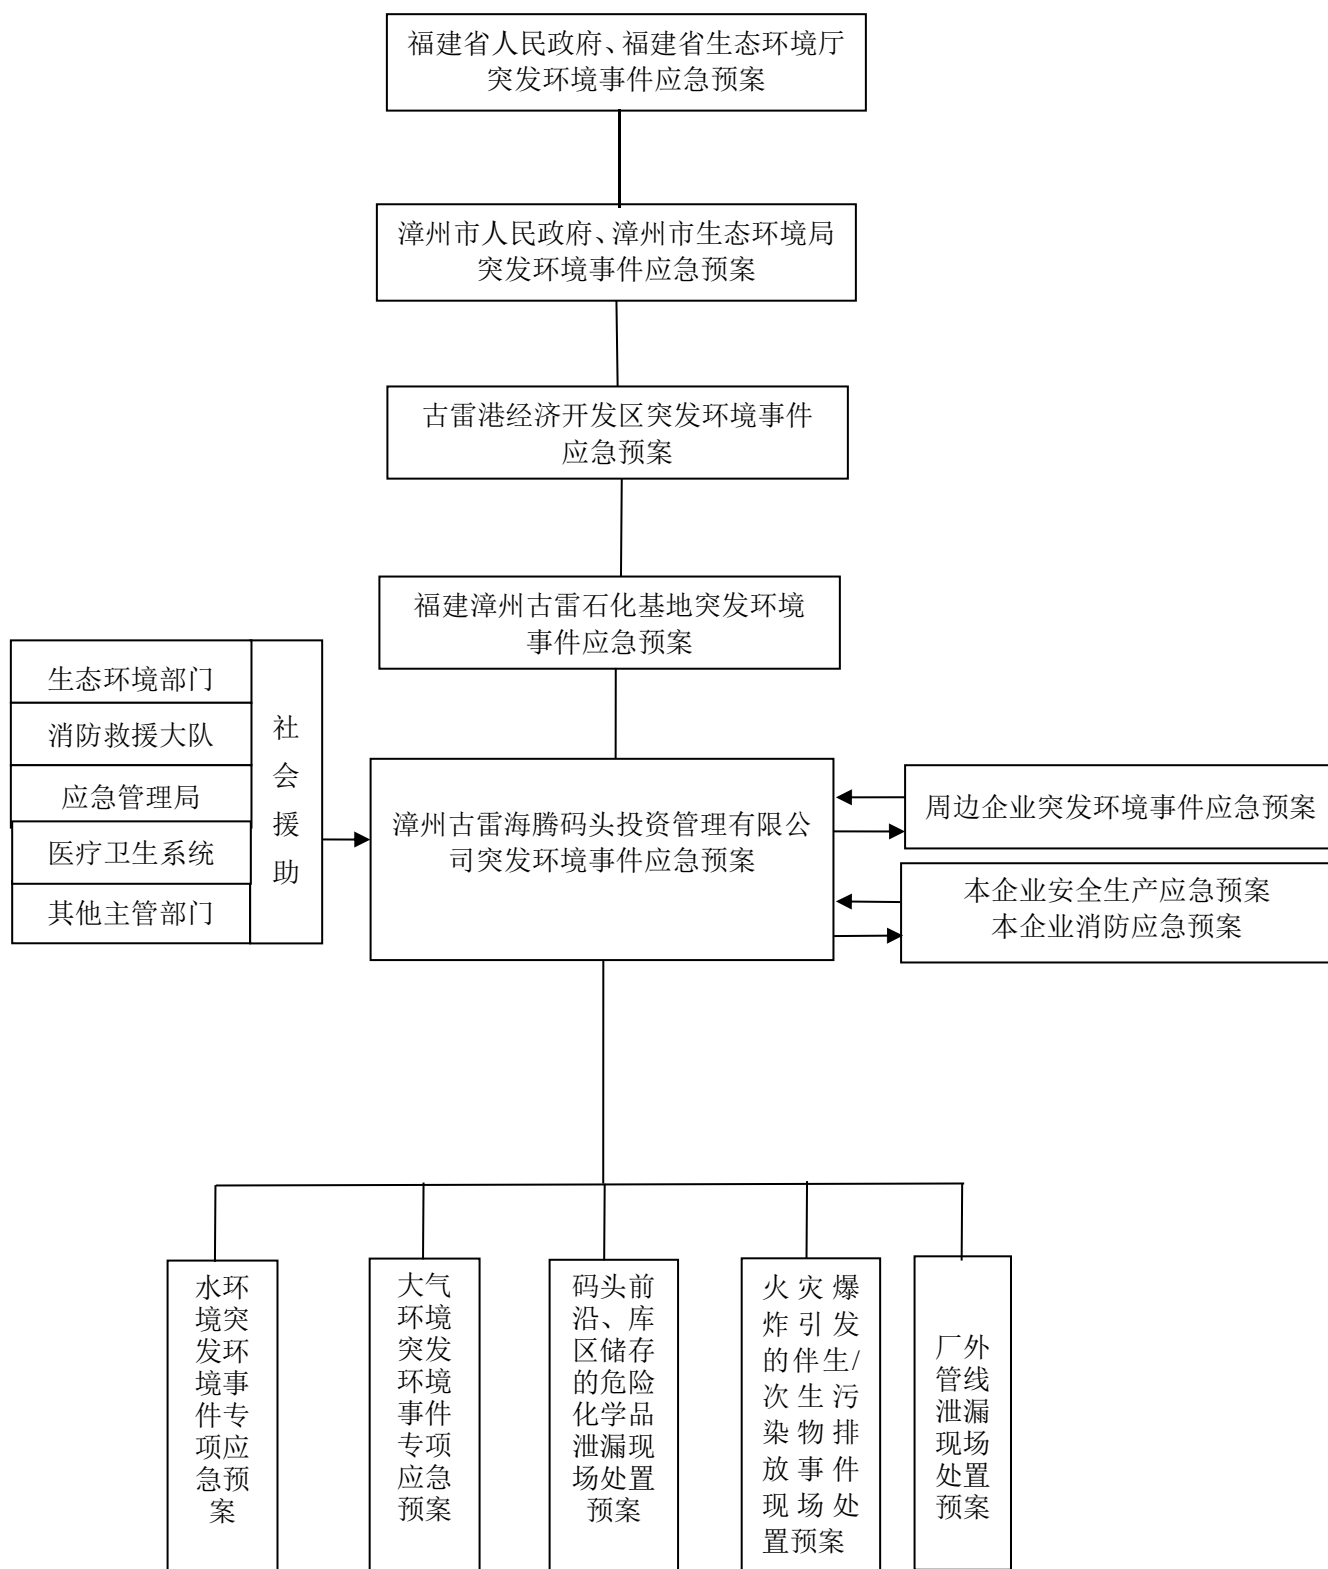 福建省人民政府、福建省生态环境厅
突发环境事件应急预案
漳州市人民政府、漳州市生态环境局
突发环境事件应急预案
古雷港经济开发区突发环境事件
应急预案
福建漳州古雷石化基地突发环境
事件应急预案
生态环境部门
消防救援大队
应急管理局
医疗卫生系统
其他主管部门
社
会
援
助
漳州古雷海腾码头投资管理有限公
司突发环境事件应急预案
周边企业突发环境事件应急预案
本企业安全生产应急预案
本企业消防应急预案
水环
境突
发环
境事
件专
项应
急预
案
大气
环境
突发
环境
事件
专项
应急
预案
码头前
沿、库
区储存
的危险
化学品
泄漏现
场处置
预案
火灾爆
炸引发
的伴生/
次生污
染物排
放事件
现场处
置预案
厂外
管线
泄漏
现场
处置
预案